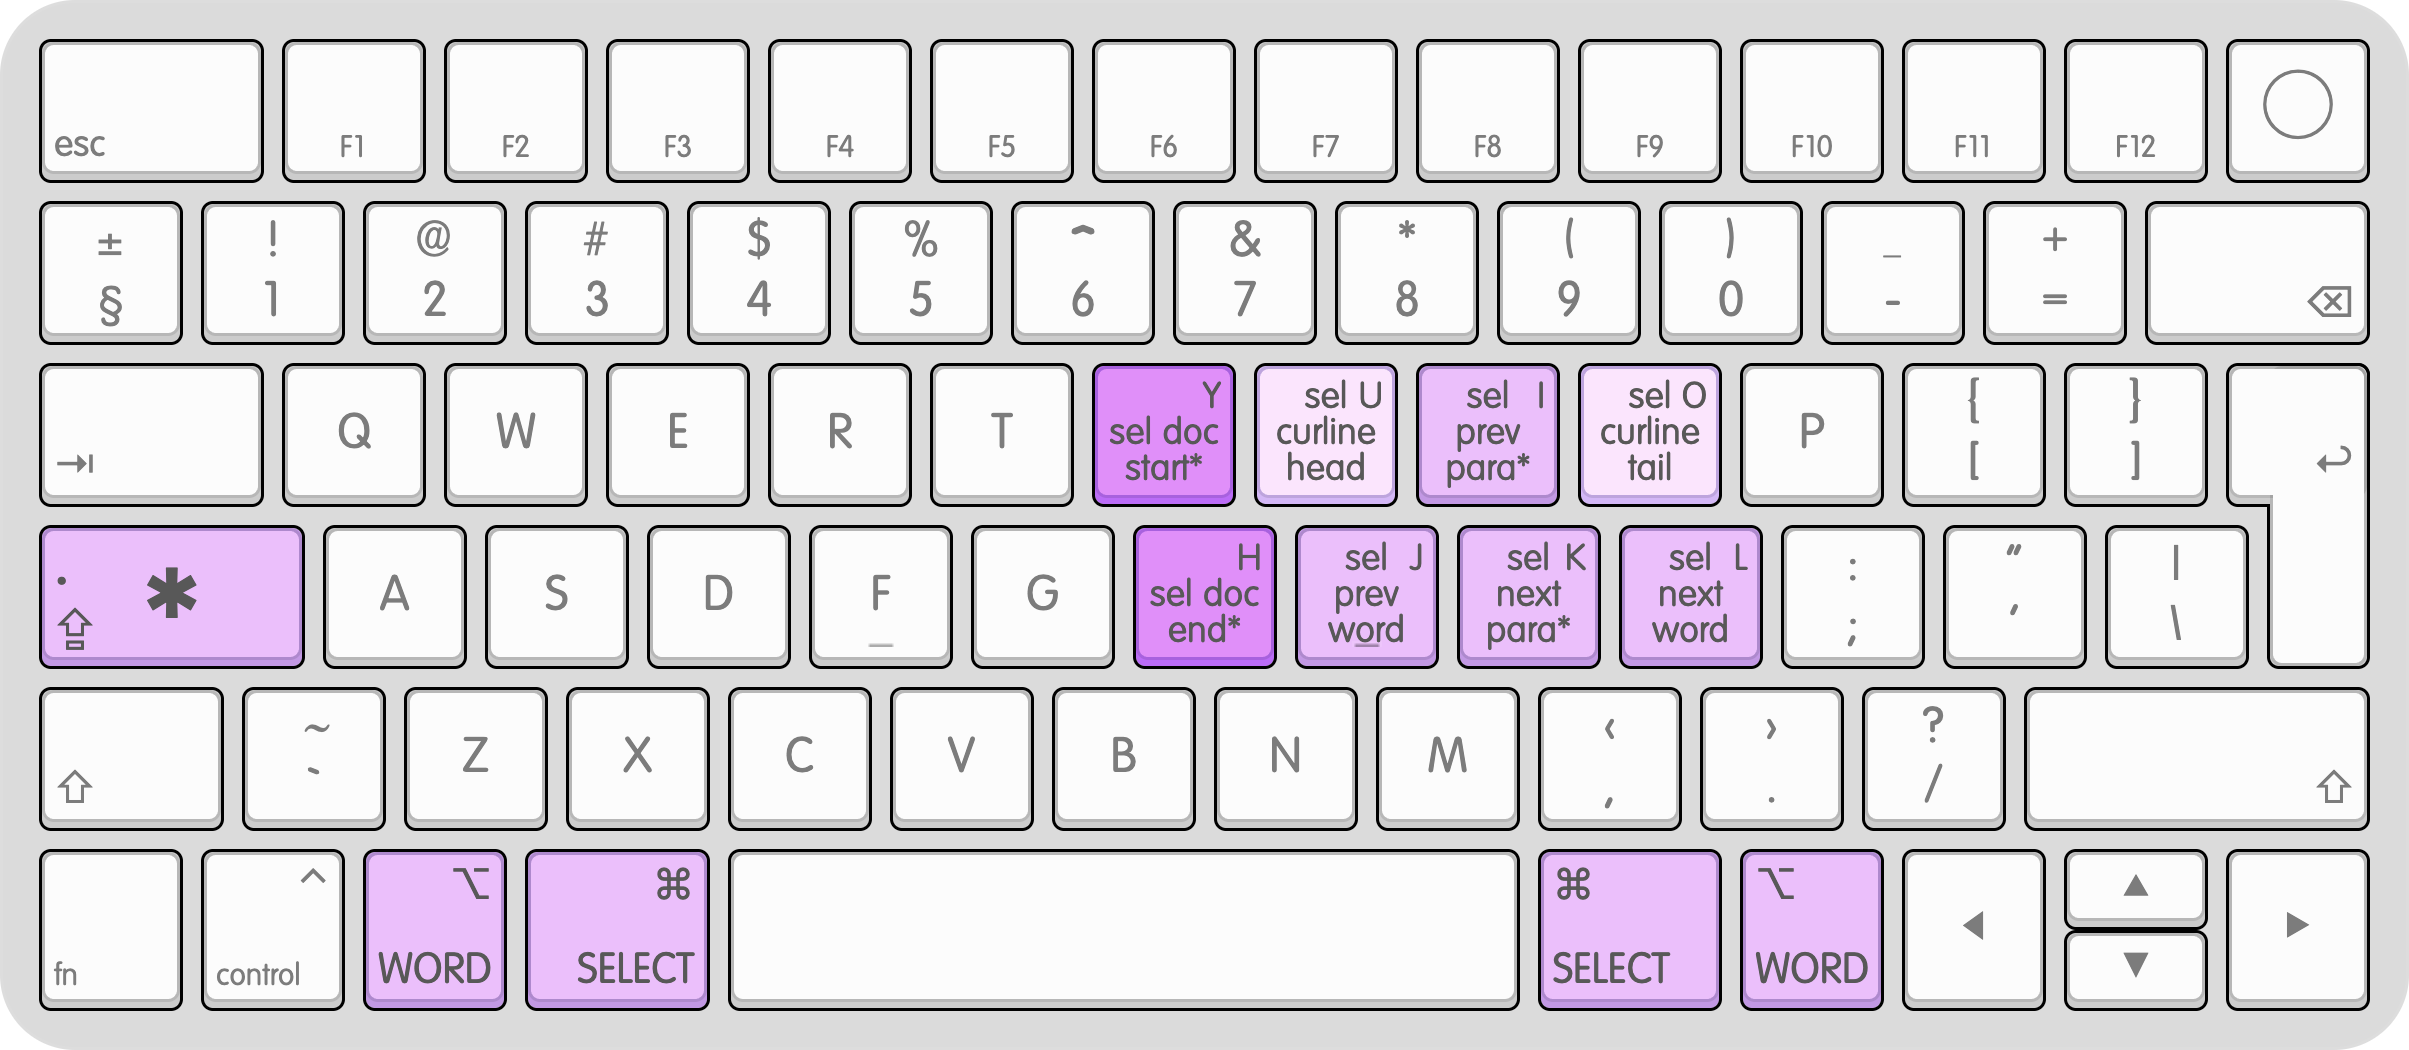 esc F1 F2 F3 F4 F5 F6 F7 F8 F9 F10 F11 F12
± ! @ # $ % ^ & * ( ) _ +
§ 1 2 3 4 5 6 7 8 9 0 - =
Q W E R T
Y
sel doc
start*
sel U
curline
head
sel I
prev
para*
sel O
curline
tail
P
{ }
[ ]
*
A S D F G
H
sel doc
end*
sel J
prev
word
sel K
next
para*
sel L
next
word
: " |
; ' \
~ ` Z X C V B N M
‹ › ?
, . /
fn
^
control
⌥
WORD
⌘
SELECT
⌘
SELECT
⌥
WORD